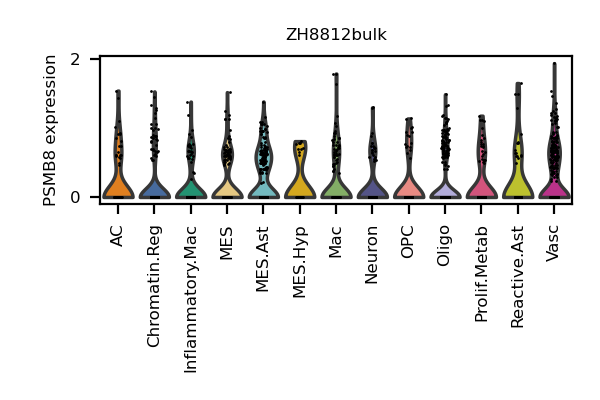 ZH8812bulk
PSMB8 expression
2
0
AC
Chromatin.Reg
Inflammatory.Mac
MES
MES.Ast
MES.Hyp
Mac
Neuron
OPC
Oligo
Prolif.Metab
Reactive.Ast
Vasc